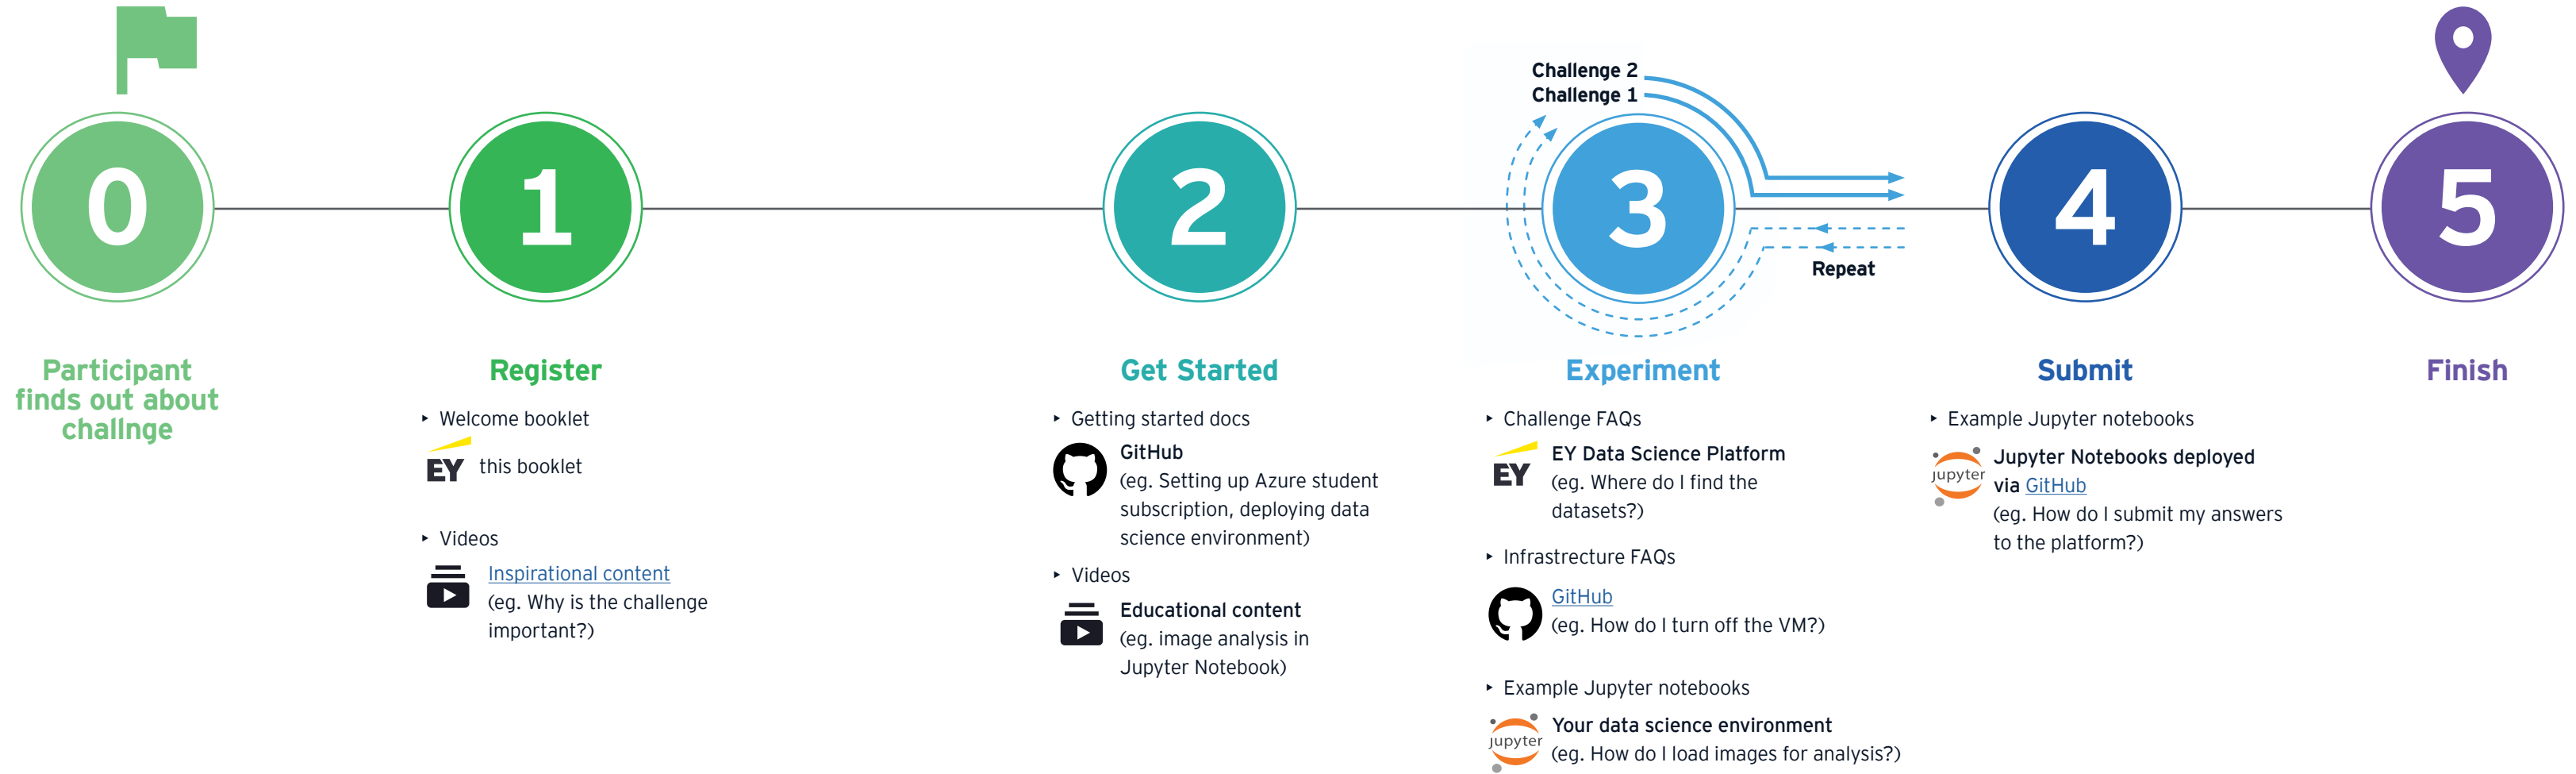 0
1
2
3
4
5
Challenge 2
Challenge 1
Repeat
Participant
finds out about
challnge
Register
‣ Welcome booklet
EY this booklet
‣ Videos
Inspirational content
(eg. Why is the challenge
important?)
Get Started
‣ Getting started docs
GitHub
(eg. Setting up Azure student
subscription, deploying data
science environment)
‣ Videos
Educational content
(eg. image analysis in
Jupyter Notebook)
Experiment
‣ Challenge FAQs
EY
EY Data Science Platform
(eg. Where do I find the
datasets?)
‣ Infrastrecture FAQs
GitHub
(eg. How do I turn off the VM?)
‣ Example Jupyter notebooks
jupyter
Your data science environment
(eg. How do I load images for analysis?)
Submit
‣ Example Jupyter notebooks
jupyter
Jupyter Notebooks deployed
via GitHub
(eg. How do I submit my answers
to the platform?)
Finish